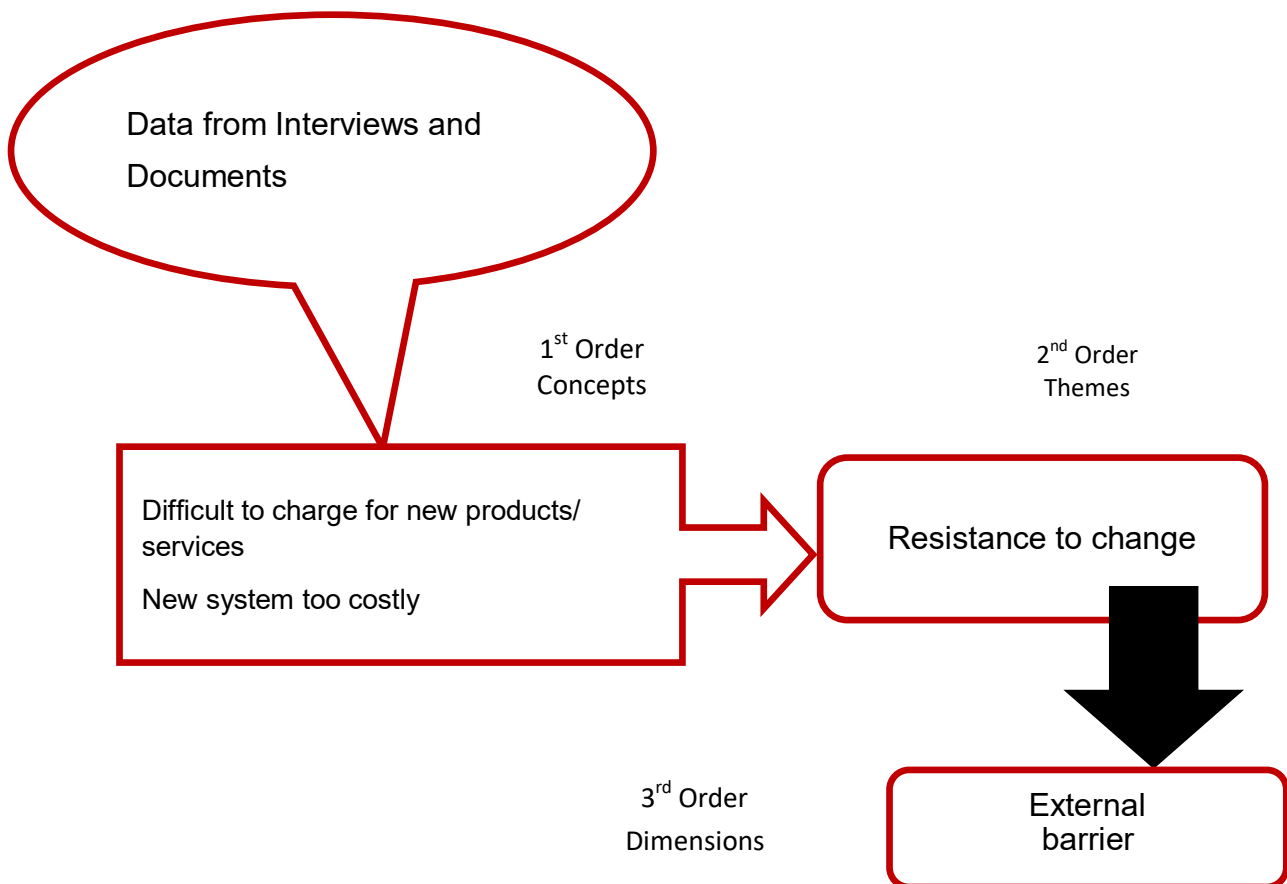 Data from Interviews and
Documents
1st Order
Concepts
2nd Order
Themes
Difficult to charge for new products/
services
New system too costly
Resistance to change
3rd Order
Dimensions
External
barrier